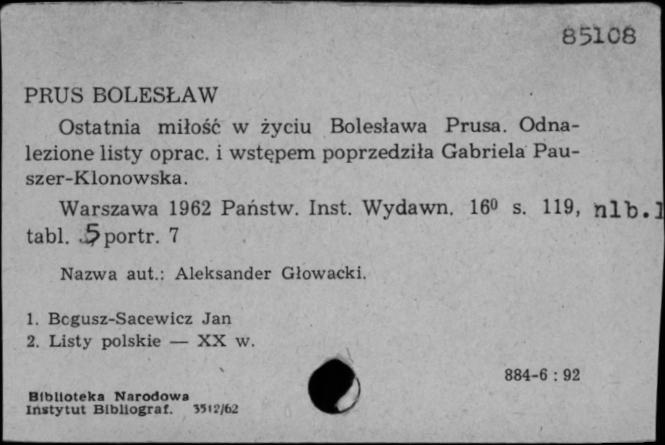 85108
PRUS BOLESŁAW
Ostatnia miłość w życiu Bolesława Prusa. Odna-
lezione listy oprac. i wstępem poprzedziła Gabriela Pau-
szer-Klonowska.
Warszawa 1962 Państw. Inst. Wydawn. 16⁰ s. 119, nlb.1
tabl. 5 portr. 7
Nazwa aut.: Aleksander Głowacki.
1. Bogusz-Sacewicz Jan
2. Listy polskie — XX w.
884-6 : 92
Biblioteka Narodowa
Instytut Bibliograf. 3512/62